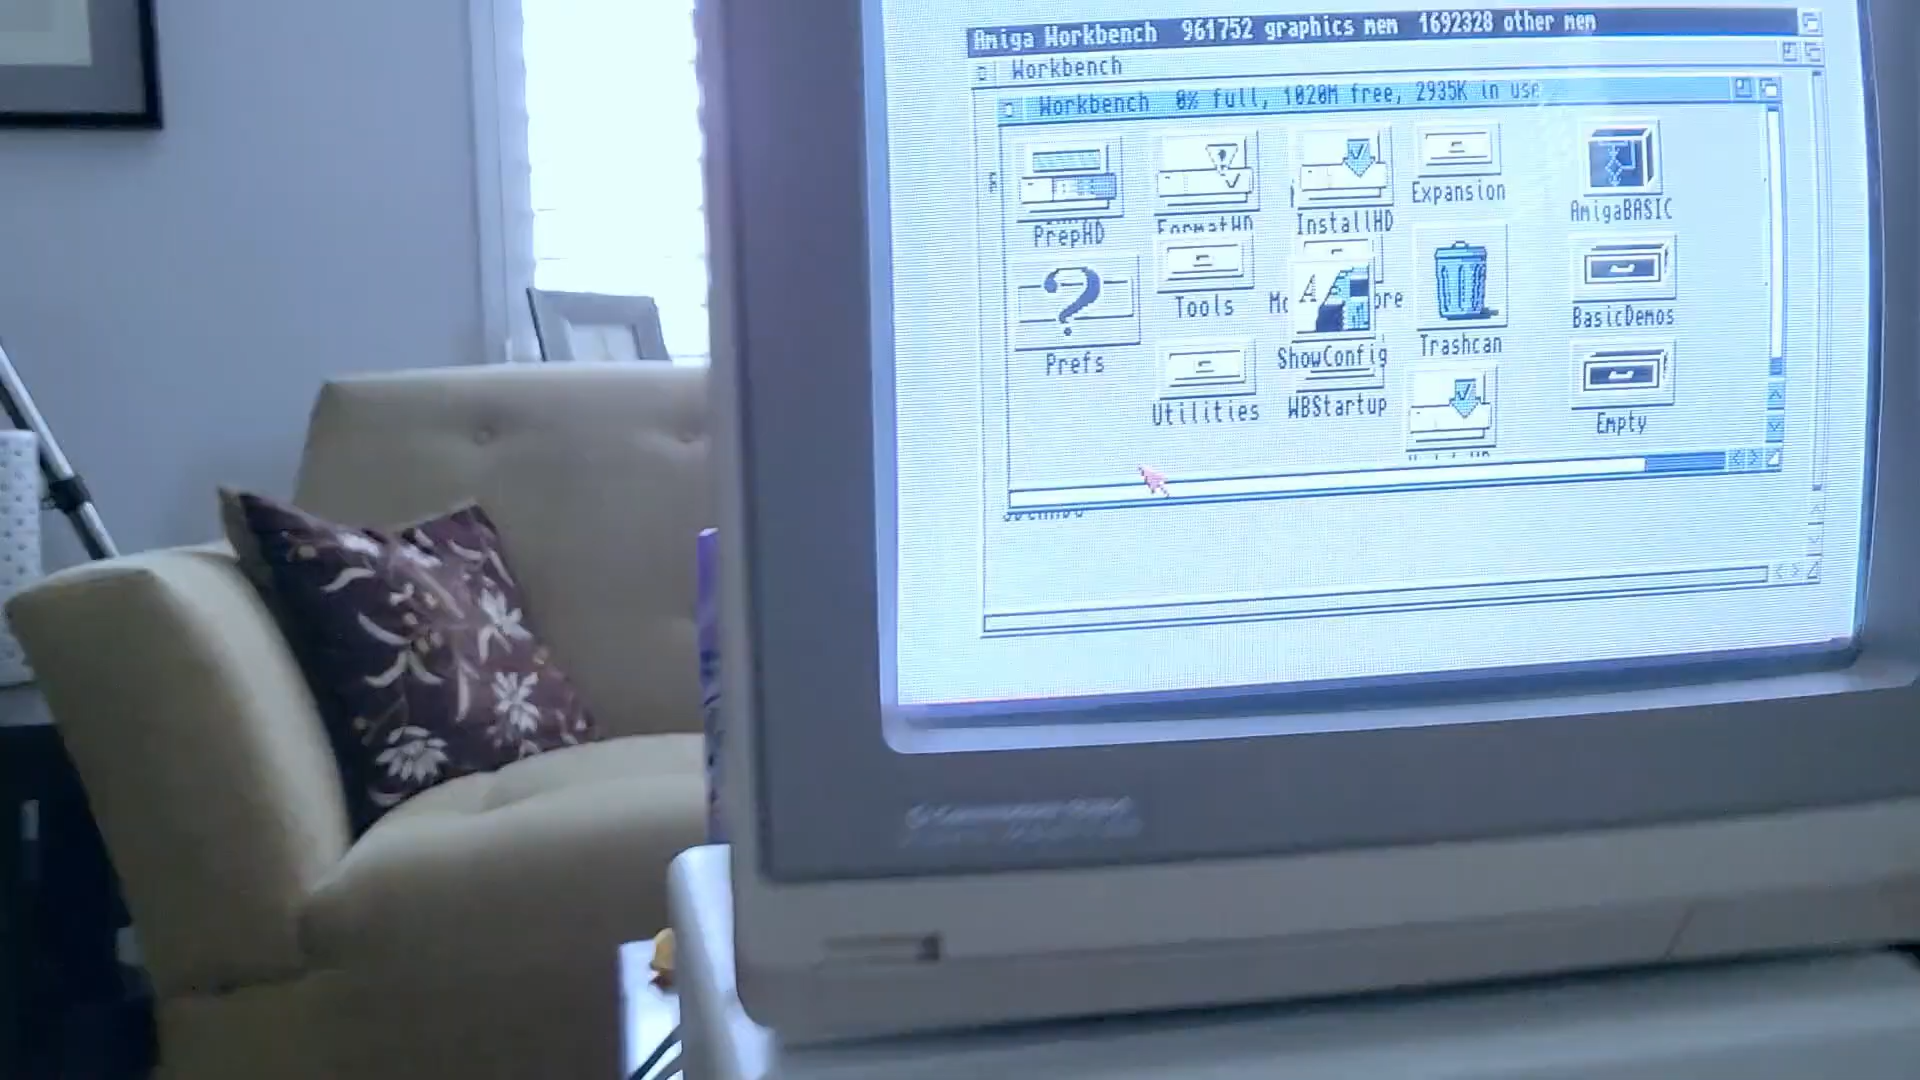 Amiga Workbench 961752 graphics mem 1692328 other mem
Workbench
Workbench 0% full, 1020M free, 2935K in use
PrepHD
FormatHD
InstallHD
Expansion
AmigaBASIC
Prefs
Tools
ShowConfig
Trashcan
BasicDemos
Utilities
WBStartup
Empty